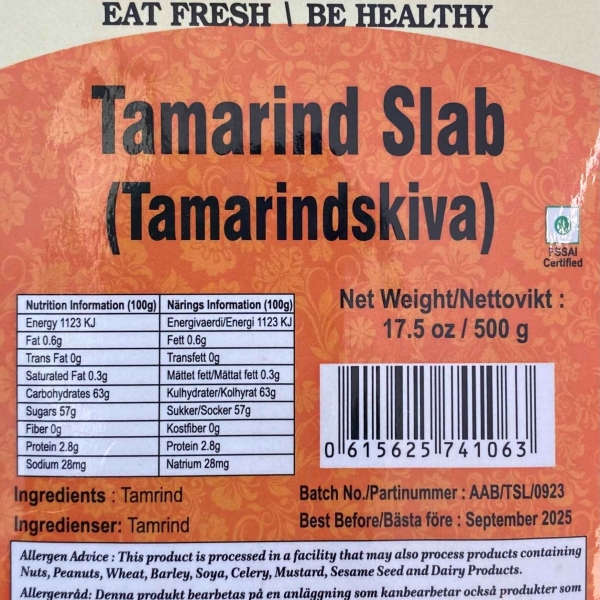 EAT FRESH \ BE HEALTHY
Tamarind Slab
(Tamarindskiva)
FSSAI
Certified
Nutrition Information (100g) Närings Information (100g)
Energy 1123 KJ Energivaerdi/Energi 1123 KJ
Fat 0.6g Fett 0.6g
Trans Fat 0g Transfett 0g
Saturated Fat 0.3g Mättet fett/Mättat fett 0.3g
Carbohydrates 63g Kulhydrater/Kolhyrat 63g
Sugars 57g Sukker/Socker 57g
Fiber 0g Kostfiber 0g
Protein 2.8g Protein 2.8g
Sodium 28mg Natrium 28mg
Net Weight/Nettovikt :
17.5 oz / 500 g
0 615625 741063
Ingredients : Tamrind
Ingredienser: Tamrind
Batch No./Partinummer : AAB/TSL/0923
Best Before/Bästa före : September 2025
Allergen Advice : This product is processed in a facility that may also process products containing
Nuts, Peanuts, Wheat, Barley, Soya, Celery, Mustard, Sesame Seed and Dairy Products.
Allergenråd: Denna produkt bearbetas på en anläggning som kanbearbetar också produkter som